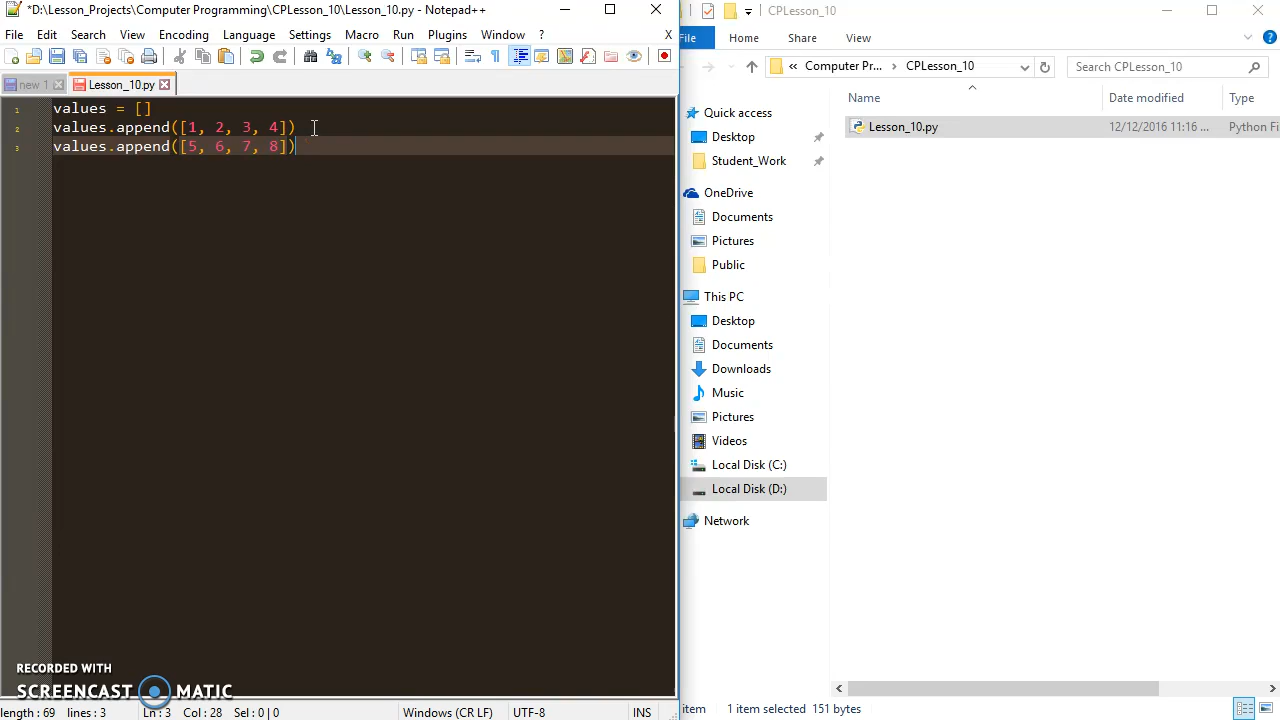 *D:\Lesson_Projects\Computer Programming\CPLesson_10\Lesson_10.py - Notepad++
File Edit Search View Encoding Language Settings Macro Run Plugins Window ? X
new 1 Lesson_10.py
1 values = []
2 values.append([1, 2, 3, 4])
3 values.append([5, 6, 7, 8])
RECORDED WITH
SCREENCAST MATIC
length: 69 lines: 3 Ln: 3 Col: 28 Sel: 0 | 0 Windows (CR LF) UTF-8 INS
CPLesson_10
File Home Share View
« Computer Pr... › CPLesson_10 Search CPLesson_10
Name Date modified Type
Lesson_10.py 12/12/2016 11:16 ... Python Fi
Quick access
Desktop
Student_Work
OneDrive
Documents
Pictures
Public
This PC
Desktop
Documents
Downloads
Music
Pictures
Videos
Local Disk (C:)
Local Disk (D:)
Network
item 1 item selected 151 bytes